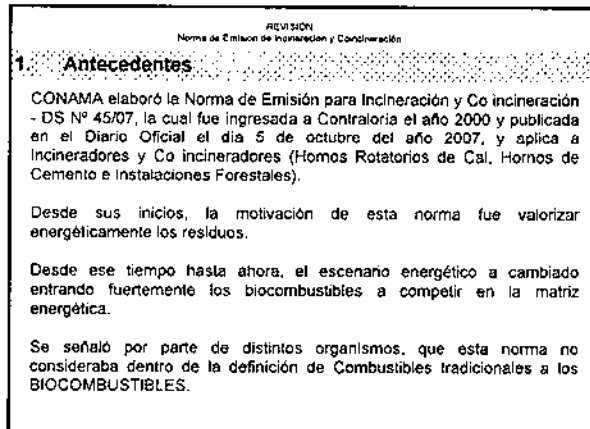 REVISIÓN
Norma de Emisión de Incineración y Coincineración
1. Antecedentes
CONAMA elaboró la Norma de Emisión para Incineración y Co incineración
- DS Nº 45/07, la cual fue ingresada a Contraloría el año 2000 y publicada
en el Diario Oficial el día 5 de octubre del año 2007, y aplica a
Incineradores y Co incineradores (Hornos Rotatorios de Cal, Hornos de
Cemento e Instalaciones Forestales).
Desde sus inicios, la motivación de esta norma fue valorizar
energéticamente los residuos.
Desde ese tiempo hasta ahora, el escenario energético a cambiado
entrando fuertemente los biocombustibles a competir en la matriz
energética.
Se señaló por parte de distintos organismos, que esta norma no
consideraba dentro de la definición de Combustibles tradicionales a los
BIOCOMBUSTIBLES.